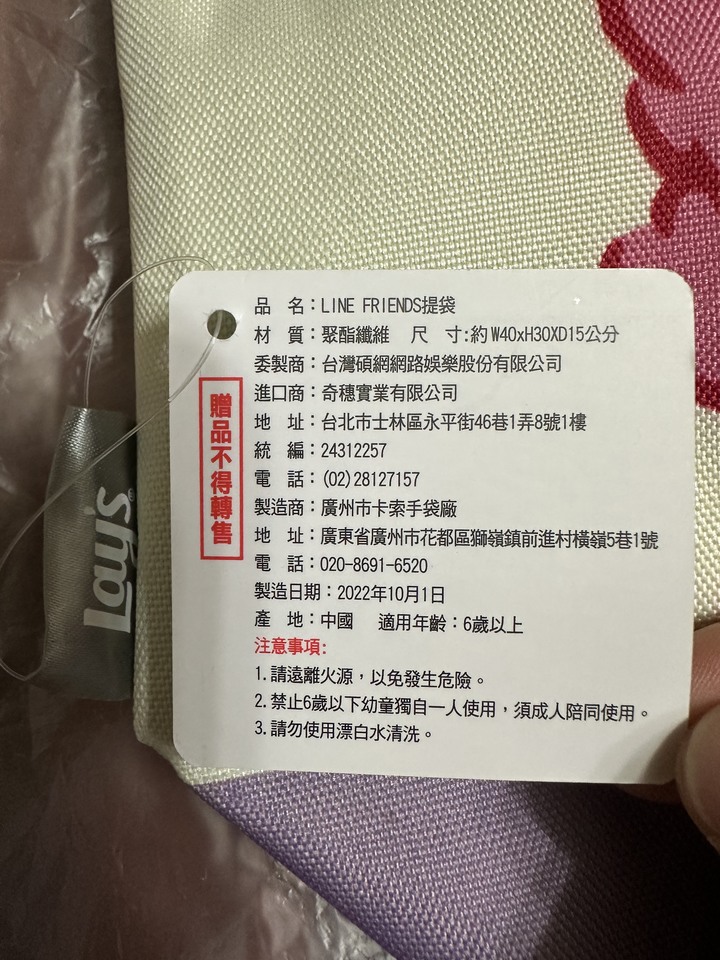 品　名：LINE FRIENDS提袋
材　質：聚酯纖維　尺　寸:約W40xH30XD15公分
委製商：台灣碩網網路娛樂股份有限公司
進口商：奇穗實業有限公司
地　址：台北市士林區永平街46巷1弄8號1樓
統　編：24312257
電　話：(02)28127157
製造商：廣州市卡索手袋廠
地　址：廣東省廣州市花都區獅嶺鎮前進村橫嶺5巷1號
電　話：020-8691-6520
製造日期：2022年10月1日
產　地：中國　適用年齡：6歲以上
注意事項:
1.請遠離火源，以免發生危險。
2.禁止6歲以下幼童獨自一人使用，須成人陪同使用。
3.請勿使用漂白水清洗。
贈品不得轉售
Lay's®